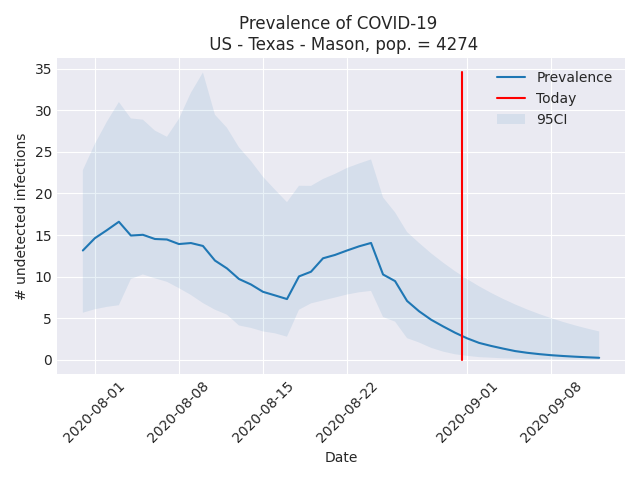 Prevalence of COVID-19
US - Texas - Mason, pop. = 4274
35
30
25
20
15
10
5
0
# undetected infections
Prevalence
Today
95CI
2020-08-01
2020-08-08
2020-08-15
2020-08-22
2020-09-01
2020-09-08
Date